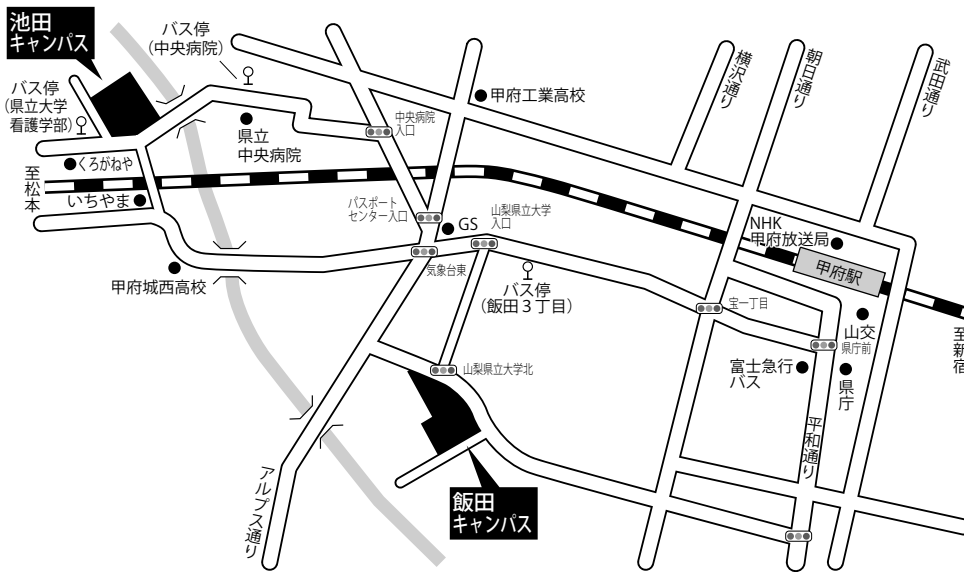 池田
キャンパス
バス停
(中央病院)
バス停
(県立大学
看護学部)
甲府工業高校
横沢通り
朝日通り
武田通り
中央病院
入口
県立
中央病院
くろがねや
至松本
いちやま
パスポート
センター入口
GS
山梨県立大学
入口
NHK
甲府放送局
甲府駅
甲府城西高校
気象台東
バス停
(飯田3丁目)
宝一丁目
山交
県庁前
至新宿
山梨県立大学北
富士急行
バス
県庁
平和通り
アルプス通り
飯田
キャンパス